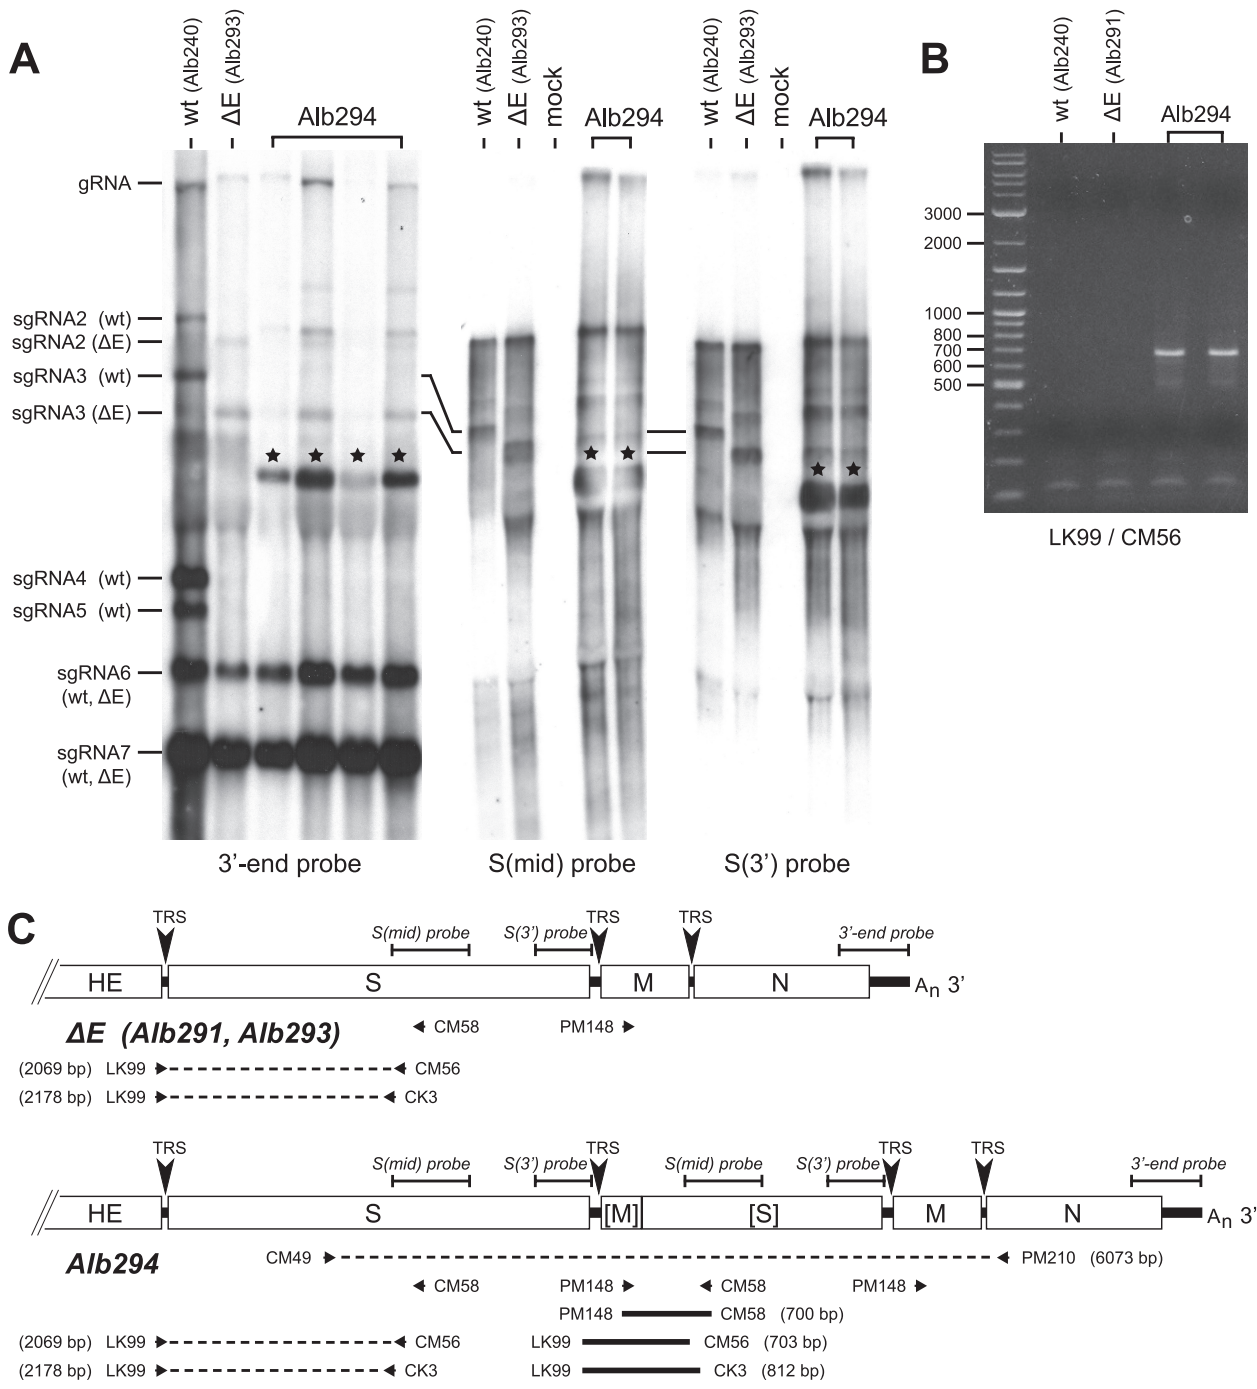 A
wt (Alb240)
ΔE (Alb293)
Alb294
wt (Alb240)
ΔE (Alb293)
mock
Alb294
wt (Alb240)
ΔE (Alb293)
mock
Alb294
gRNA
sgRNA2 (wt)
sgRNA2 (ΔE)
sgRNA3 (wt)
sgRNA3 (ΔE)
sgRNA4 (wt)
sgRNA5 (wt)
sgRNA6
(wt, ΔE)
sgRNA7
(wt, ΔE)
3'-end probe
S(mid) probe
S(3') probe
B
wt (Alb240)
ΔE (Alb291)
Alb294
3000
2000
1000
800
700
600
500
LK99 / CM56
C
TRS
S(mid) probe
S(3') probe
TRS
TRS
3'-end probe
HE
S
M
N
An 3'
ΔE (Alb291, Alb293)
CM58
PM148
(2069 bp) LK99
CM56
(2178 bp) LK99
CK3
TRS
S(mid) probe
S(3') probe
TRS
S(mid) probe
S(3') probe
TRS
TRS
3'-end probe
HE
S
[M]
[S]
M
N
An 3'
Alb294
CM49
PM210 (6073 bp)
CM58
PM148
CM58
PM148
PM148
CM58 (700 bp)
(2069 bp) LK99
CM56
LK99
CM56 (703 bp)
(2178 bp) LK99
CK3
LK99
CK3 (812 bp)